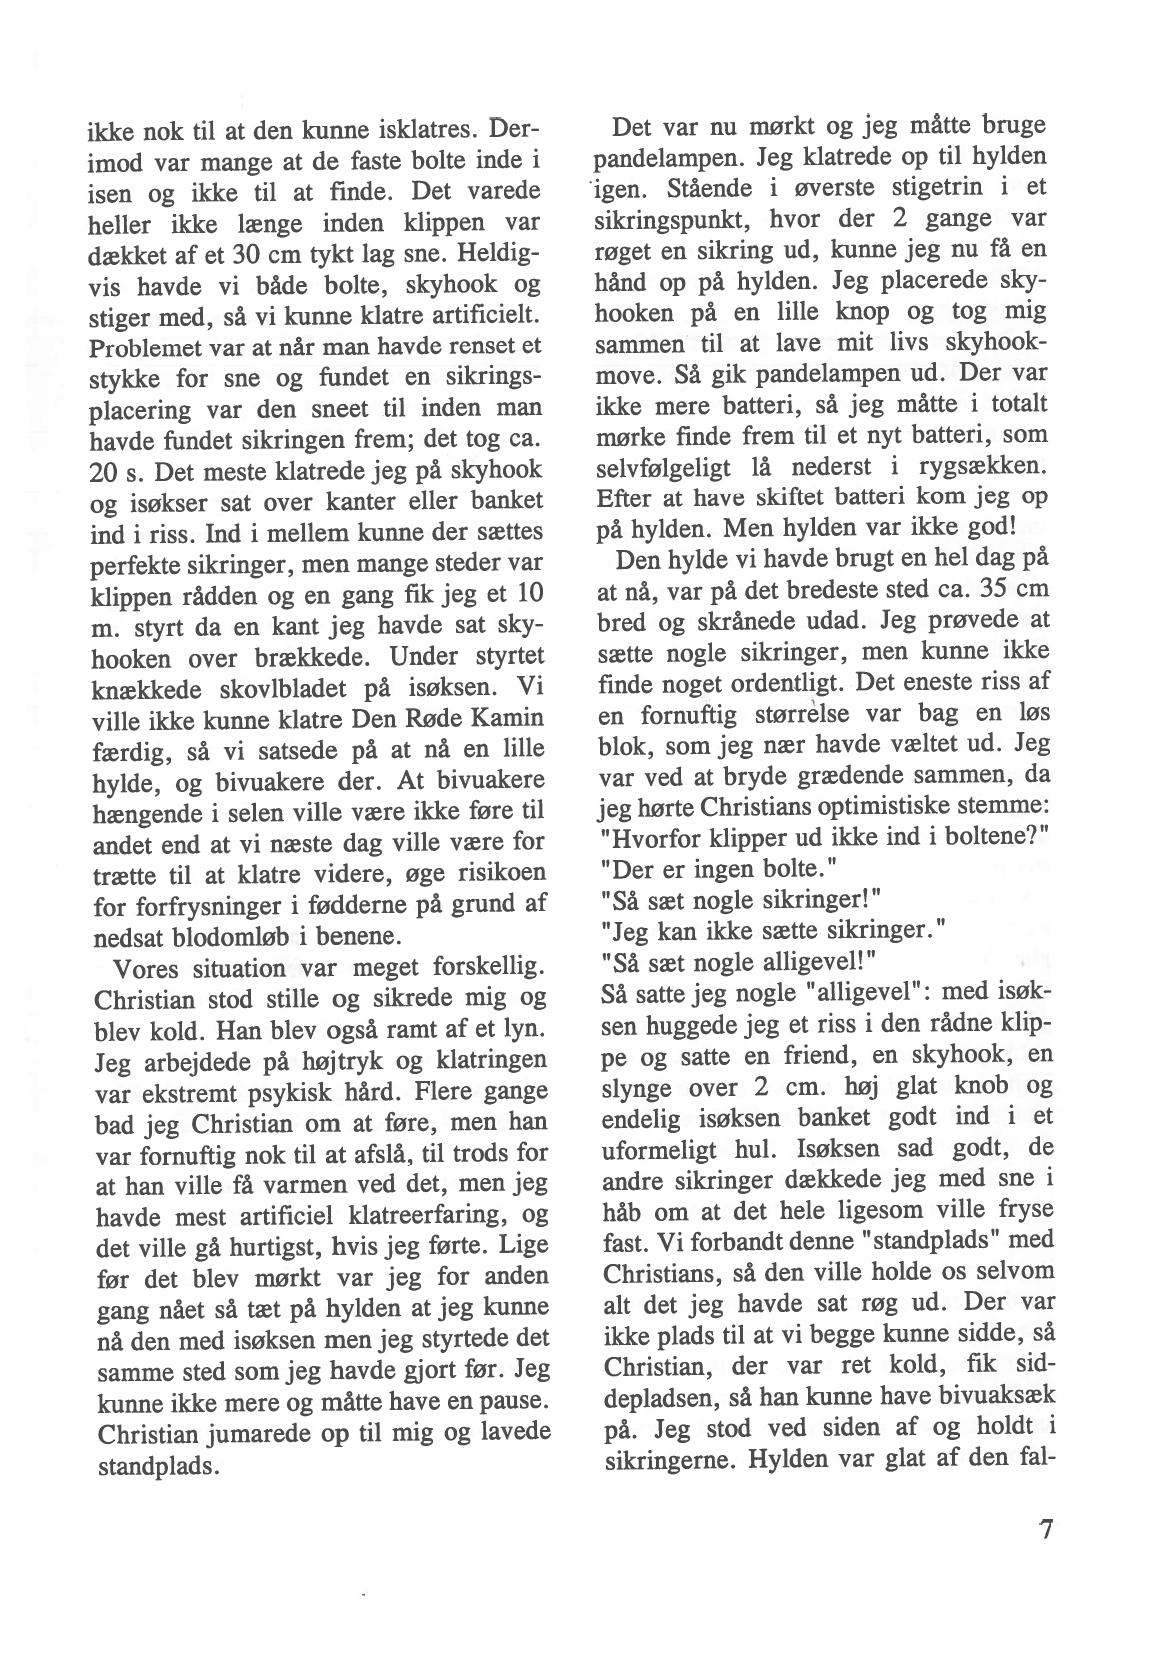 ikke nok til at den kunne isklatres. Der-
imod var mange at de faste bolte inde i
isen og ikke til at finde. Det varede
heller ikke længe inden klippen var
dækket af et 30 cm tykt lag sne. Heldig-
vis havde vi både bolte, skyhook og
stiger med, så vi kunne klatre artificielt.
Problemet var at når man havde renset et
stykke for sne og fundet en sikrings-
placering var den sneet til inden man
havde fundet sikringen frem; det tog ca.
20 s. Det meste klatrede jeg på skyhook
og isøkser sat over kanter eller banket
ind i riss. Ind i mellem kunne der sættes
perfekte sikringer, men mange steder var
klippen rådden og en gang fik jeg et 10
m. styrt da en kant jeg havde sat sky-
hooken over brækkede. Under styrtet
knækkede skovlbladet på isøksen. Vi
ville ikke kunne klatre Den Røde Kamin
færdig, så vi satsede på at nå en lille
hylde, og bivuakere der. At bivuakere
hængende i selen ville være ikke føre til
andet end at vi næste dag ville være for
trætte til at klatre videre, øge risikoen
for forfrysninger i fødderne på grund af
nedsat blodomløb i benene.
Vores situation var meget forskellig.
Christian stod stille og sikrede mig og
blev kold. Han blev også ramt af et lyn.
Jeg arbejdede på højtryk og klatringen
var ekstremt psykisk hård. Flere gange
bad jeg Christian om at føre, men han
var fornuftig nok til at afslå, til trods for
at han ville få varmen ved det, men jeg
havde mest artificiel klatreerfaring, og
det ville gå hurtigst, hvis jeg førte. Lige
før det blev mørkt var jeg for anden
gang nået så tæt på hylden at jeg kunne
nå den med isøksen men jeg styrtede det
samme sted som jeg havde gjort før. Jeg
kunne ikke mere og måtte have en pause.
Christian jumarede op til mig og lavede
standplads.
Det var nu mørkt og jeg måtte bruge
pandelampen. Jeg klatrede op til hylden
igen. Stående i øverste stigetrin i et
sikringspunkt, hvor der 2 gange var
røget en sikring ud, kunne jeg nu få en
hånd op på hylden. Jeg placerede sky-
hooken på en lille knop og tog mig
sammen til at lave mit livs skyhook-
move. Så gik pandelampen ud. Der var
ikke mere batteri, så jeg måtte i totalt
mørke finde frem til et nyt batteri, som
selvfølgeligt lå nederst i rygsækken.
Efter at have skiftet batteri kom jeg op
på hylden. Men hylden var ikke god!
Den hylde vi havde brugt en hel dag på
at nå, var på det bredeste sted ca. 35 cm
bred og skrånede udad. Jeg prøvede at
sætte nogle sikringer, men kunne ikke
finde noget ordentligt. Det eneste riss af
en fornuftig størrelse var bag en løs
blok, som jeg nær havde væltet ud. Jeg
var ved at bryde grædende sammen, da
jeg hørte Christians optimistiske stemme:
"Hvorfor klipper ud ikke ind i boltene?"
"Der er ingen bolte."
"Så sæt nogle sikringer!"
"Jeg kan ikke sætte sikringer."
"Så sæt nogle alligevel!"
Så satte jeg nogle "alligevel": med isøk-
sen huggede jeg et riss i den rådne klip-
pe og satte en friend, en skyhook, en
slynge over 2 cm. høj glat knob og
endelig isøksen banket godt ind i et
uformeligt hul. Isøksen sad godt, de
andre sikringer dækkede jeg med sne i
håb om at det hele ligesom ville fryse
fast. Vi forbandt denne "standplads" med
Christians, så den ville holde os selvom
alt det jeg havde sat røg ud. Der var
ikke plads til at vi begge kunne sidde, så
Christian, der var ret kold, fik sid-
depladsen, så han kunne have bivuaksæk
på. Jeg stod ved siden af og holdt i
sikringerne. Hylden var glat af den fal-
7